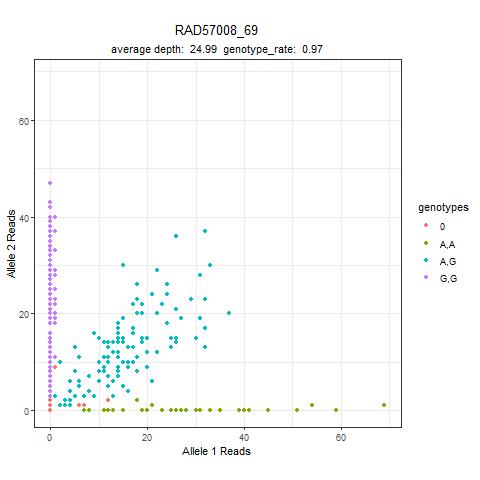 RAD57008_69
average depth: 24.99 genotype_rate: 0.97
Allele 2 Reads
60
40
20
0
0 20 40 60
Allele 1 Reads
genotypes
0
A,A
A,G
G,G